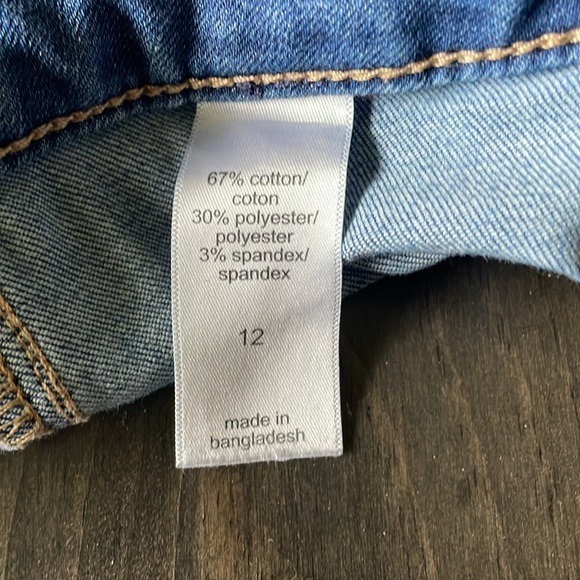 67% cotton/
coton
30% polyester/
polyester
3% spandex/
spandex
12
made in
bangladesh